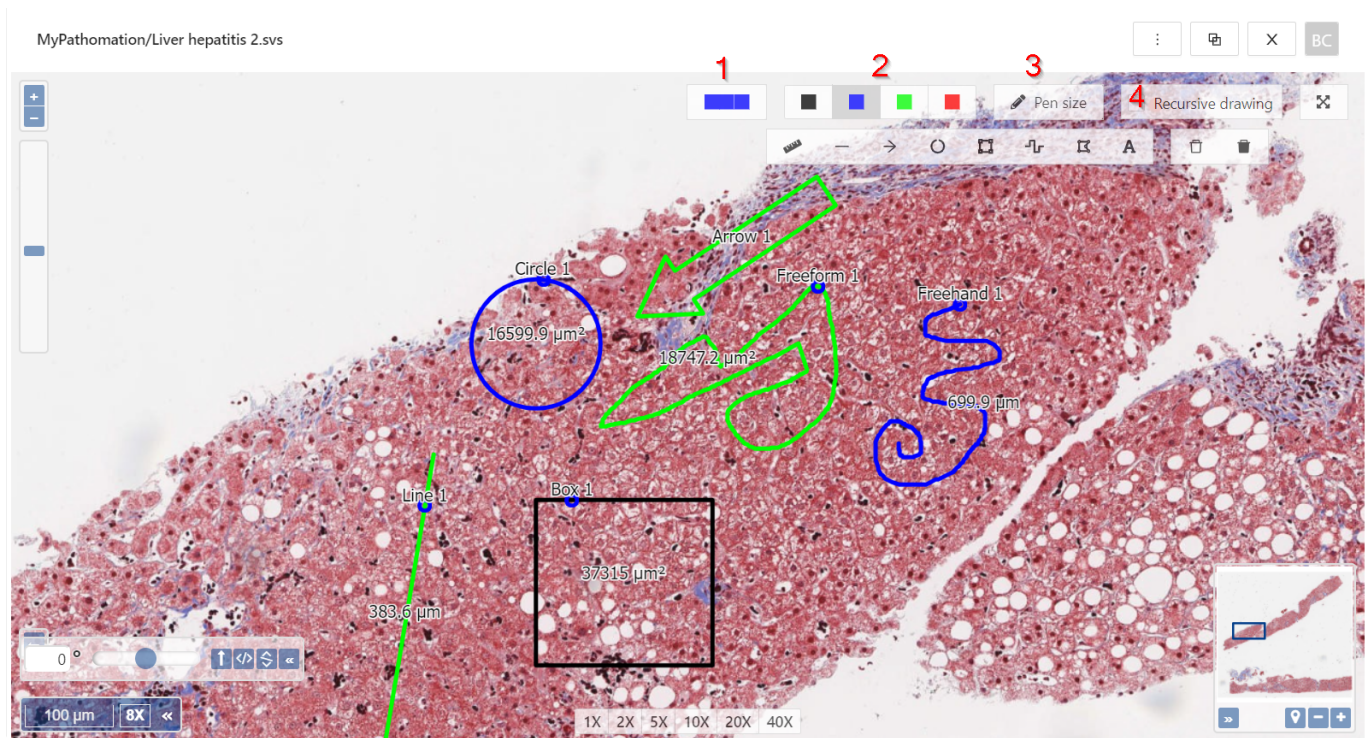 MyPathomation/Liver hepatitis 2.svs
BC
1
2
3
4
Pen size
Recursive drawing
A
Arrow 1
Circle 1
Freeform 1
Freehand 1
16599.9 µm²
18747.2 µm²
699.9 µm
Line 1
Box 1
37315 µm²
383.6 µm
0 °
100 µm
8X
1X 2X 5X 10X 20X 40X